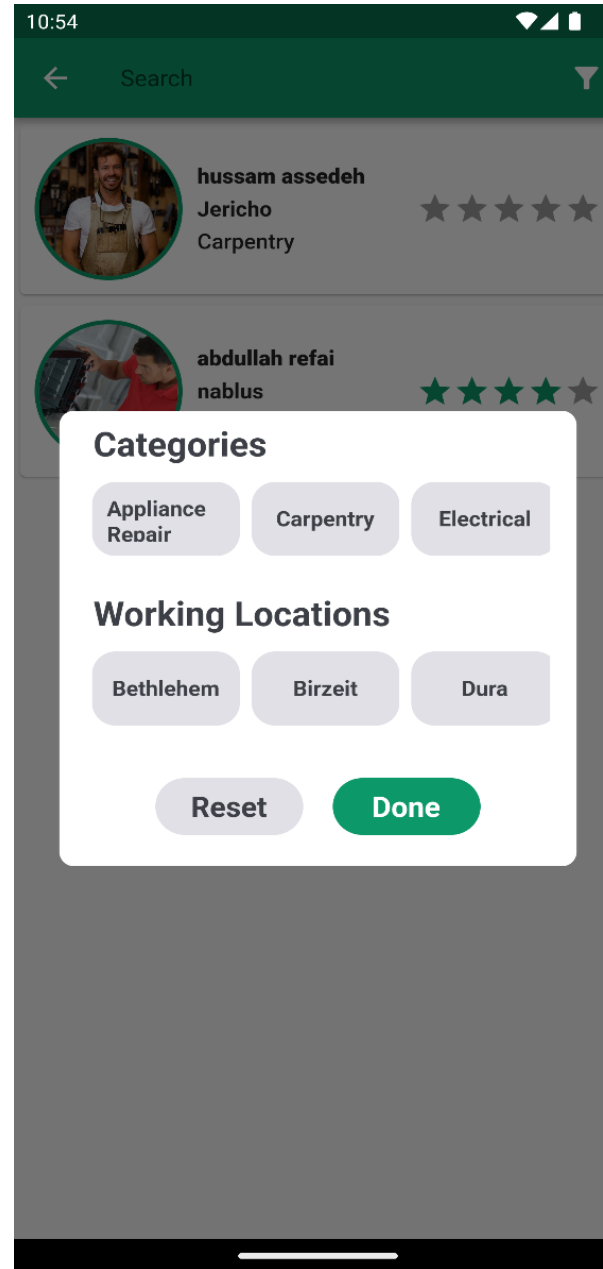 10:54
Search
hussam assedeh
Jericho
Carpentry
abdullah refai
nablus
Categories
Appliance
Repair
Carpentry
Electrical
Working Locations
Bethlehem
Birzeit
Dura
Reset
Done